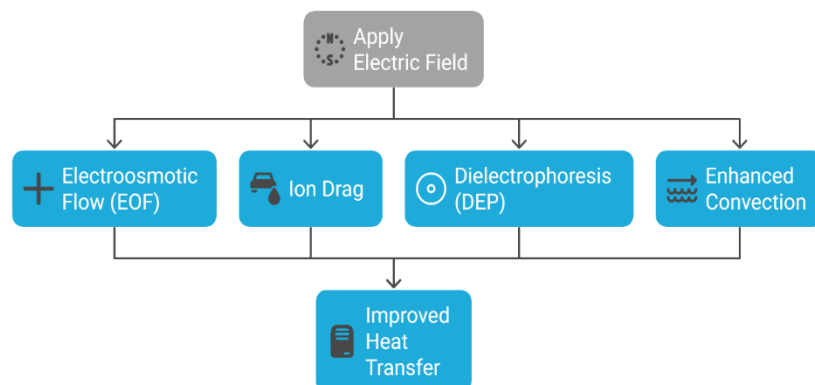 N
S
Apply
Electric Field
Electroosmotic
Flow (EOF)
Ion Drag
Dielectrophoresis
(DEP)
Enhanced
Convection
Improved
Heat
Transfer